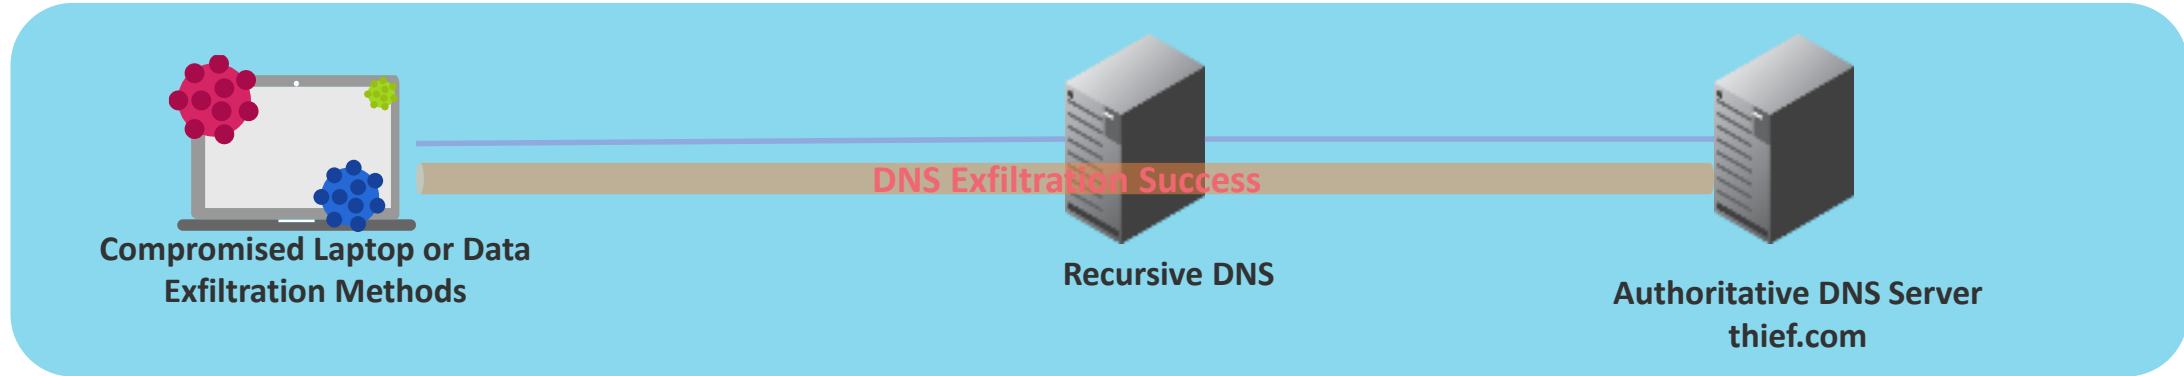 DNS Exfiltration Success
Compromised Laptop or Data
Exfiltration Methods
Recursive DNS
Authoritative DNS Server
thief.com